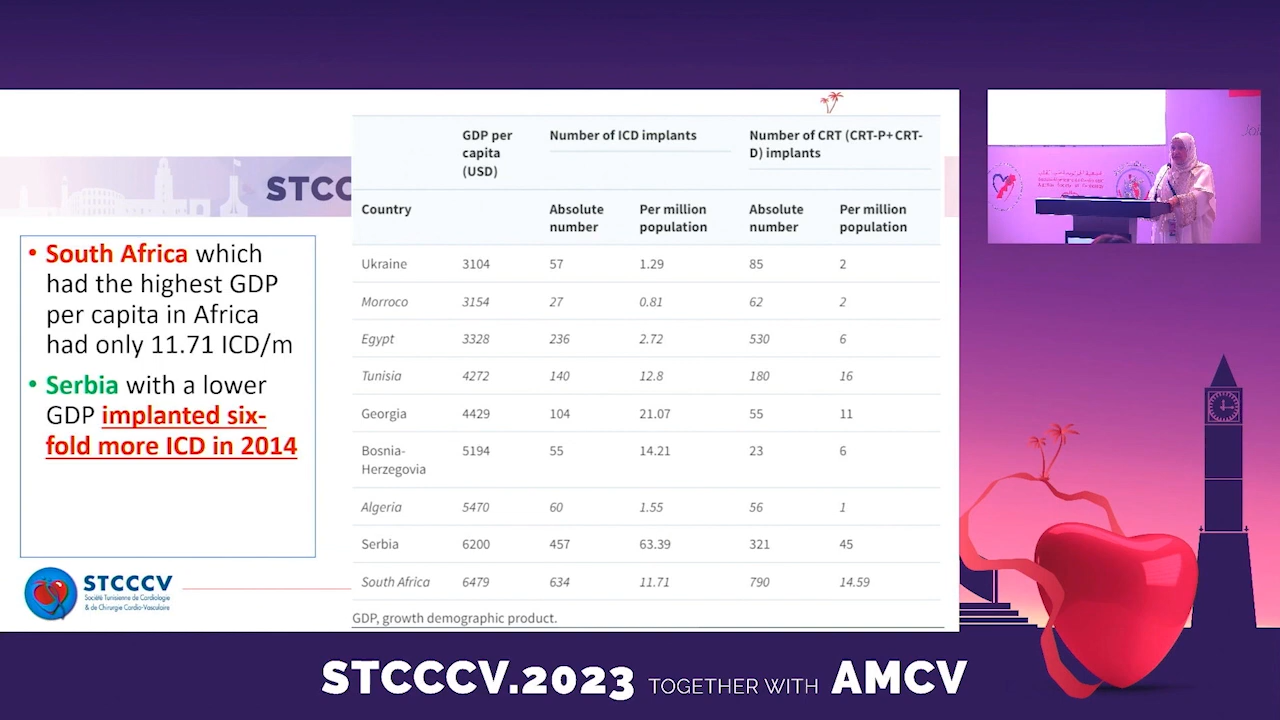 STCC
• South Africa which
had the highest GDP
per capita in Africa
had only 11.71 ICD/m
• Serbia with a lower
GDP implanted six-
fold more ICD in 2014
STCCCV
Société Tunisienne de Cardiologie
& de Chirurgie Cardio-Vasculaire
GDP per capita (USD) Number of ICD implants Number of CRT (CRT-P+CRT-D) implants
Country Absolute number Per million population Absolute number Per million population
Ukraine 3104 57 1.29 85 2
Morroco 3154 27 0.81 62 2
Egypt 3328 236 2.72 530 6
Tunisia 4272 140 12.8 180 16
Georgia 4429 104 21.07 55 11
Bosnia-Herzegovia 5194 55 14.21 23 6
Algeria 5470 60 1.55 56 1
Serbia 6200 457 63.39 321 45
South Africa 6479 634 11.71 790 14.59
GDP, growth demographic product.
STCCCV.2023 TOGETHER WITH AMCV